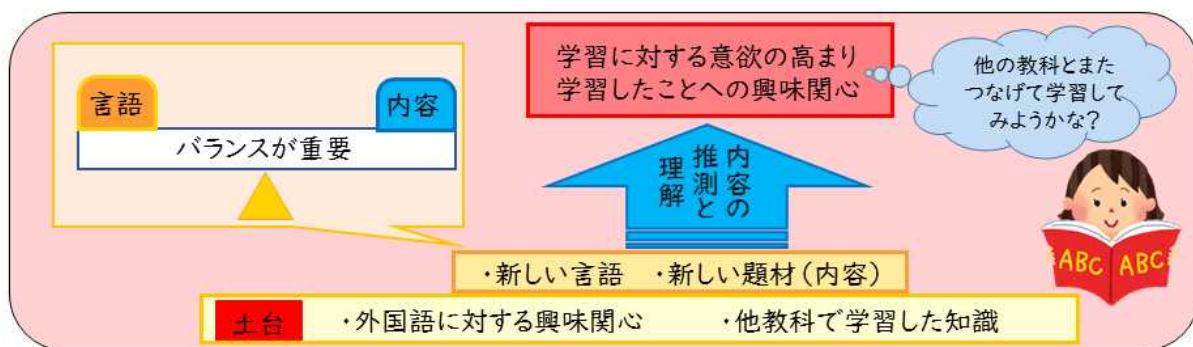 言語
内容
バランスが重要
学習に対する意欲の高まり
学習したことへの興味関心
他の教科とまた
つなげて学習して
みようかな?
内容の
推測と
理解
・新しい言語 ・新しい題材(内容)
土台 ・外国語に対する興味関心 ・他教科で学習した知識
ABC ABC